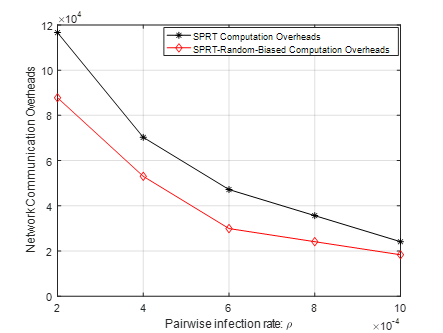 ×10⁴
12
10
8
6
4
2
0
Network Communication Overheads
SPRT Computation Overheads
SPRT-Random-Biased Computation Overheads
2 4 6 8 10
Pairwise infection rate: ρ
×10⁻⁴